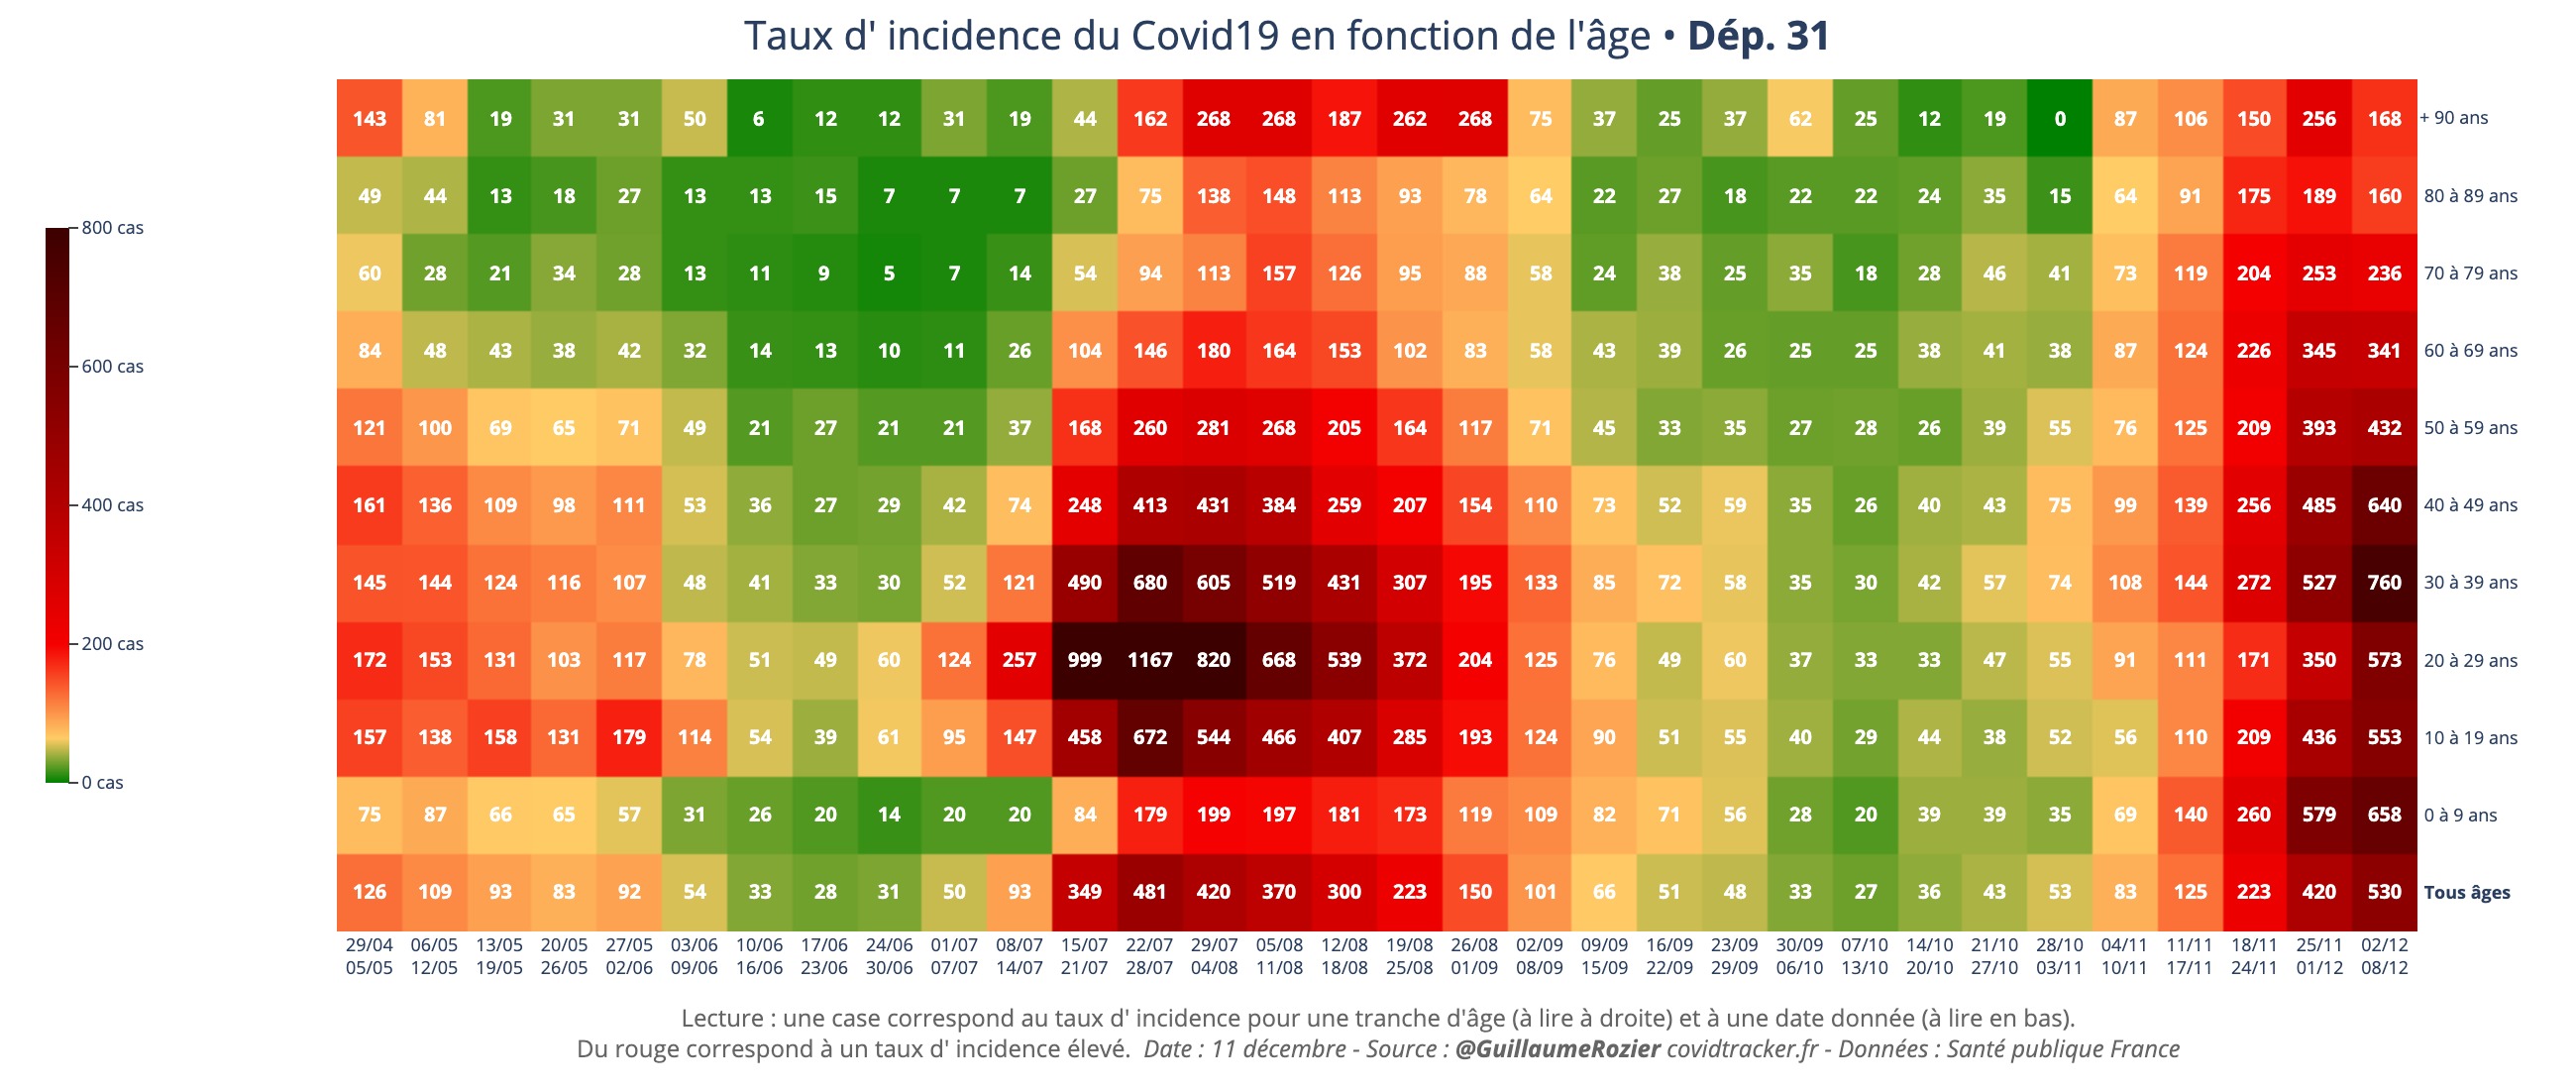 Taux d' incidence du Covid19 en fonction de l'âge • Dép. 31
143 81 19 31 31 50 6 12 12 31 19 44 162 268 268 187 262 268 75 37 25 37 62 25 12 19 0 87 106 150 256 168 + 90 ans
49 44 13 18 27 13 13 15 7 7 7 27 75 138 148 113 93 78 64 22 27 18 22 22 24 35 15 64 91 175 189 160 80 à 89 ans
800 cas
60 28 21 34 28 13 11 9 5 7 14 54 94 113 157 126 95 88 58 24 38 25 35 18 28 46 41 73 119 204 253 236 70 à 79 ans
84 48 43 38 42 32 14 13 10 11 26 104 146 180 164 153 102 83 58 43 39 26 25 25 38 41 38 87 124 226 345 341 60 à 69 ans
600 cas
121 100 69 65 71 49 21 27 21 21 37 168 260 281 268 205 164 117 71 45 33 35 27 28 26 39 55 76 125 209 393 432 50 à 59 ans
400 cas
161 136 109 98 111 53 36 27 29 42 74 248 413 431 384 259 207 154 110 73 52 59 35 26 40 43 75 99 139 256 485 640 40 à 49 ans
145 144 124 116 107 48 41 33 30 52 121 490 680 605 519 431 307 195 133 85 72 58 35 30 42 57 74 108 144 272 527 760 30 à 39 ans
200 cas
172 153 131 103 117 78 51 49 60 124 257 999 1167 820 668 539 372 204 125 76 49 60 37 33 33 47 55 91 111 171 350 573 20 à 29 ans
157 138 158 131 179 114 54 39 61 95 147 458 672 544 466 407 285 193 124 90 51 55 40 29 44 38 52 56 110 209 436 553 10 à 19 ans
0 cas
75 87 66 65 57 31 26 20 14 20 20 84 179 199 197 181 173 119 109 82 71 56 28 20 39 39 35 69 140 260 579 658 0 à 9 ans
126 109 93 83 92 54 33 28 31 50 93 349 481 420 370 300 223 150 101 66 51 48 33 27 36 43 53 83 125 223 420 530 Tous âges
29/04 06/05 13/05 20/05 27/05 03/06 10/06 17/06 24/06 01/07 08/07 15/07 22/07 29/07 05/08 12/08 19/08 26/08 02/09 09/09 16/09 23/09 30/09 07/10 14/10 21/10 28/10 04/11 11/11 18/11 25/11 02/12
05/05 12/05 19/05 26/05 02/06 09/06 16/06 23/06 30/06 07/07 14/07 21/07 28/07 04/08 11/08 18/08 25/08 01/09 08/09 15/09 22/09 29/09 06/10 13/10 20/10 27/10 03/11 10/11 17/11 24/11 01/12 08/12
Lecture : une case correspond au taux d' incidence pour une tranche d'âge (à lire à droite) et à une date donnée (à lire en bas).
Du rouge correspond à un taux d' incidence élevé. Date : 11 décembre - Source : @GuillaumeRozier covidtracker.fr - Données : Santé publique France